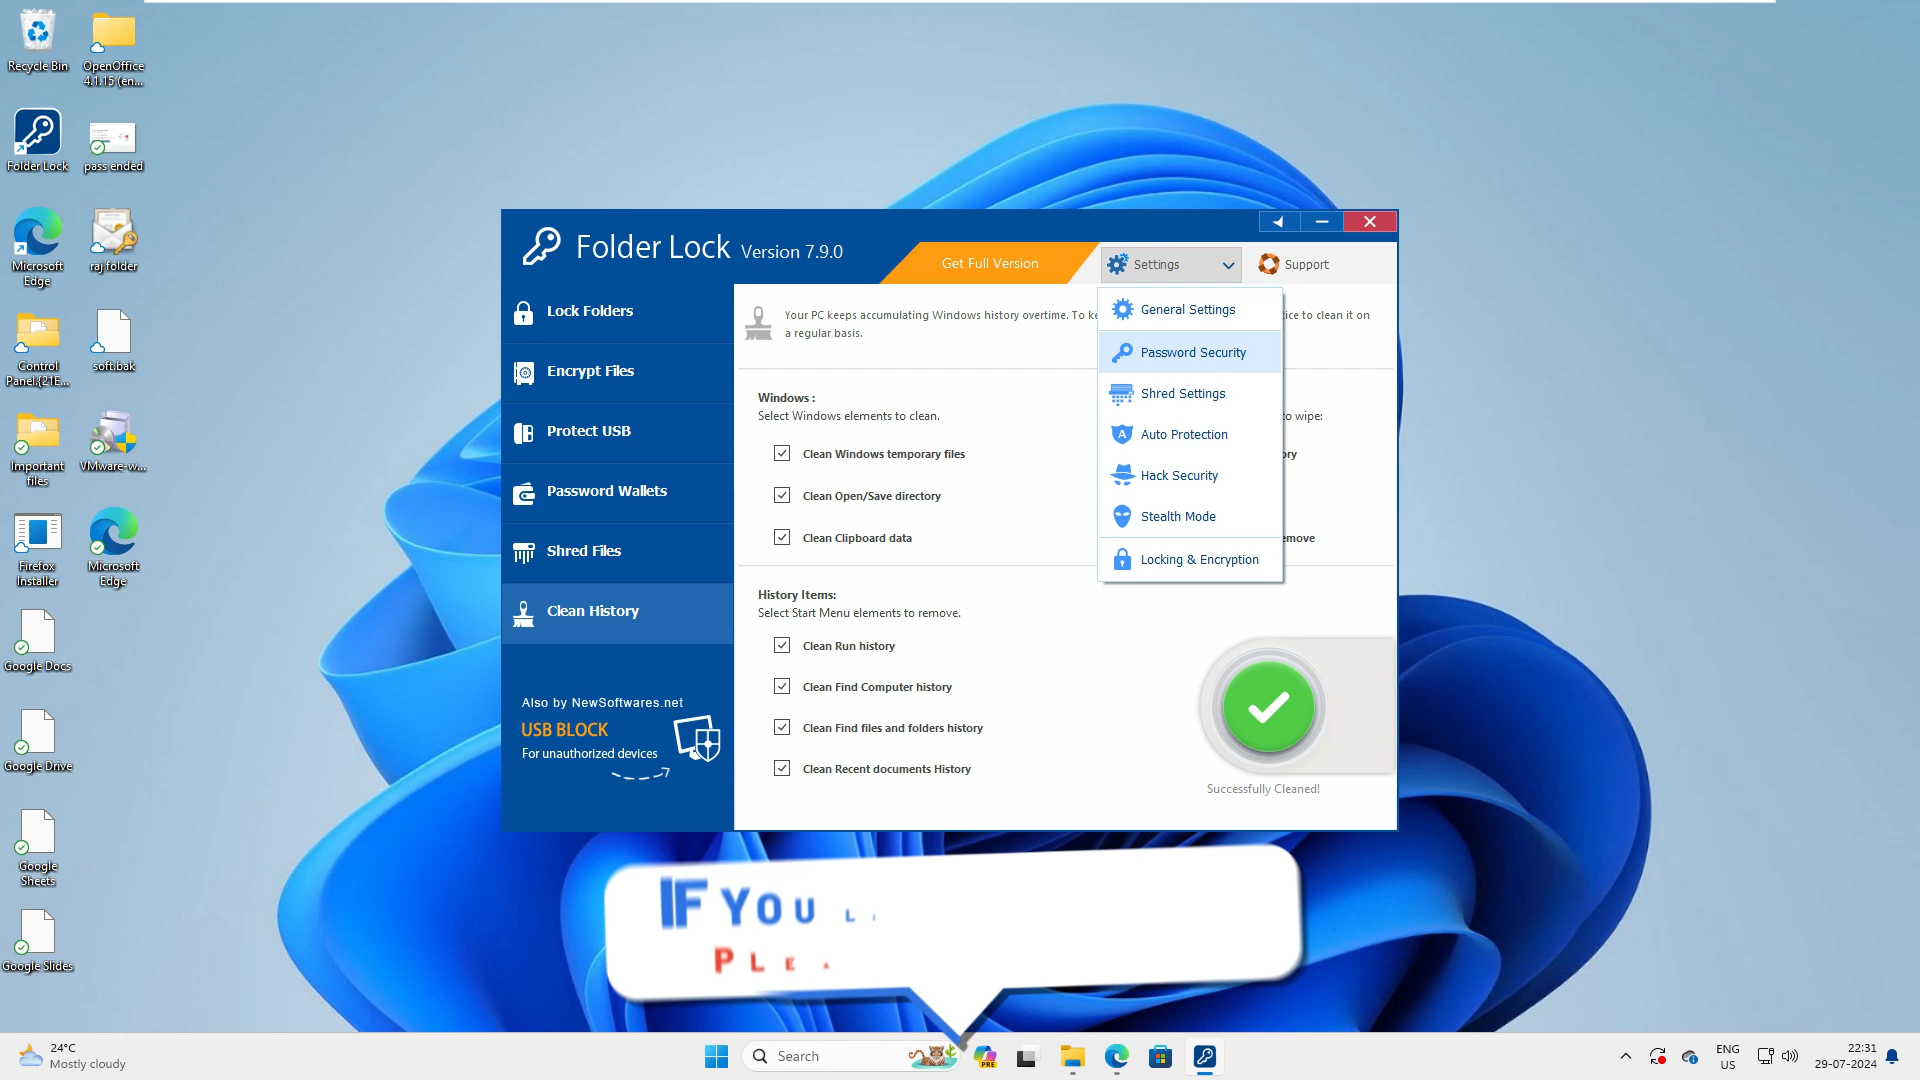 Recycle Bin
OpenOffice
4.1.15 (en...
Folder Lock
pass ended
Microsoft
Edge
raj folder
Control
Panel.{21E...
soft.bak
Important
files
VMware-w...
Firefox
Installer
Microsoft
Edge
Google Docs
Google Drive
Google
Sheets
Google Slides
Folder Lock Version 7.9.0
Get Full Version
Settings
Support
Lock Folders
Encrypt Files
Protect USB
Password Wallets
Shred Files
Clean History
Also by NewSoftwares.net
USB BLOCK
For unauthorized devices
Your PC keeps accumulating Windows history overtime. To ke
ice to clean it on
a regular basis.
General Settings
Password Security
Shred Settings
Auto Protection
Hack Security
Stealth Mode
Locking & Encryption
Windows :
Select Windows elements to clean.
to wipe:
Clean Windows temporary files
ory
Clean Open/Save directory
Clean Clipboard data
emove
History Items:
Select Start Menu elements to remove.
Clean Run history
Clean Find Computer history
Clean Find files and folders history
Clean Recent documents History
Successfully Cleaned!
IF YOU
PLEA
24°C
Mostly cloudy
Search
PRE
ENG
US
22:31
29-07-2024